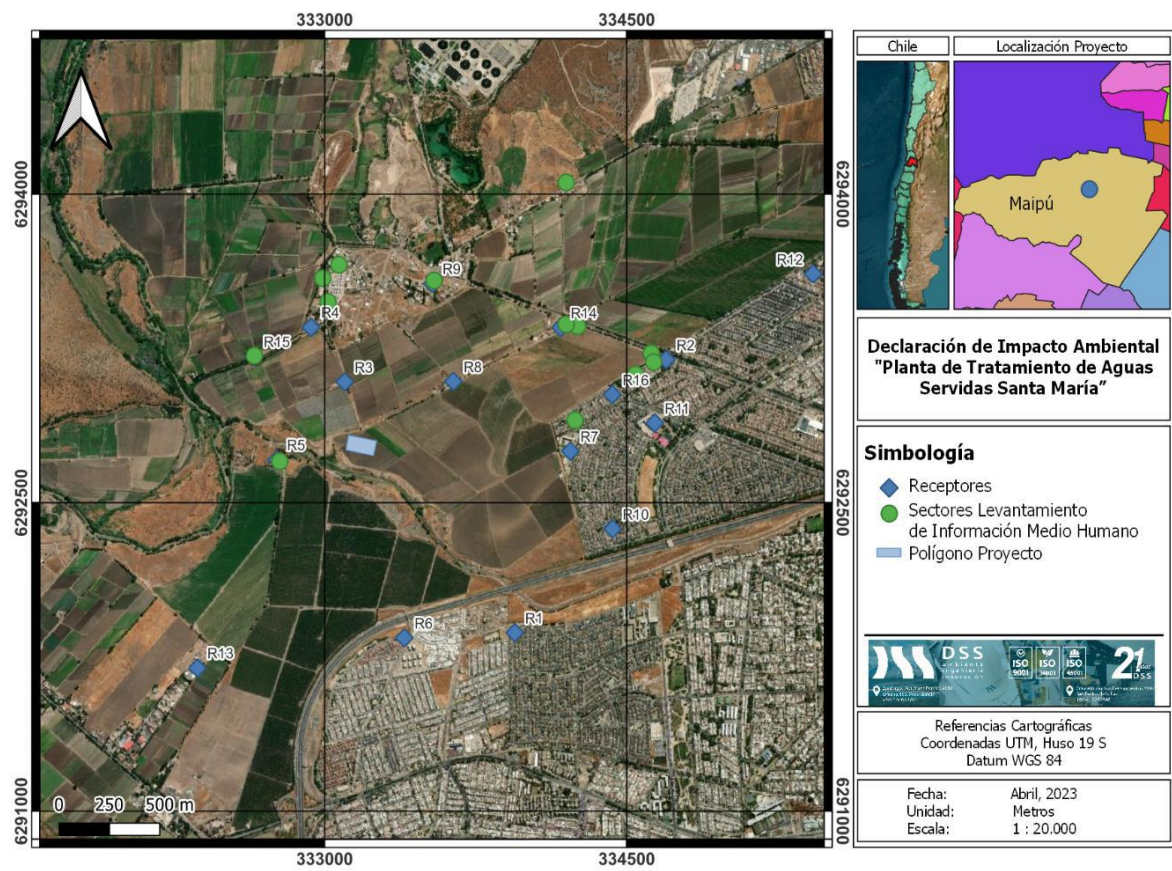 333000
334500
6294000
6294000
R12
R9
R4
R14
R15
R2
R3
R8
R16
R11
R7
R5
6292500
6292500
R10
R6
R1
R13
0 250 500 m
6291000
6291000
333000
334500
Chile
Localización Proyecto
Maipú
Declaración de Impacto Ambiental
"Planta de Tratamiento de Aguas
Servidas Santa María”
Simbología
Receptores
Sectores Levantamiento
de Información Medio Humano
Polígono Proyecto
DSS
ambiente
ingeniería
innovación
ISO
9001
ISO
14001
ISO
45001
21
DSS
Referencias Cartográficas
Coordenadas UTM, Huso 19 S
Datum WGS 84
Fecha: Abril, 2023
Unidad: Metros
Escala: 1 : 20.000